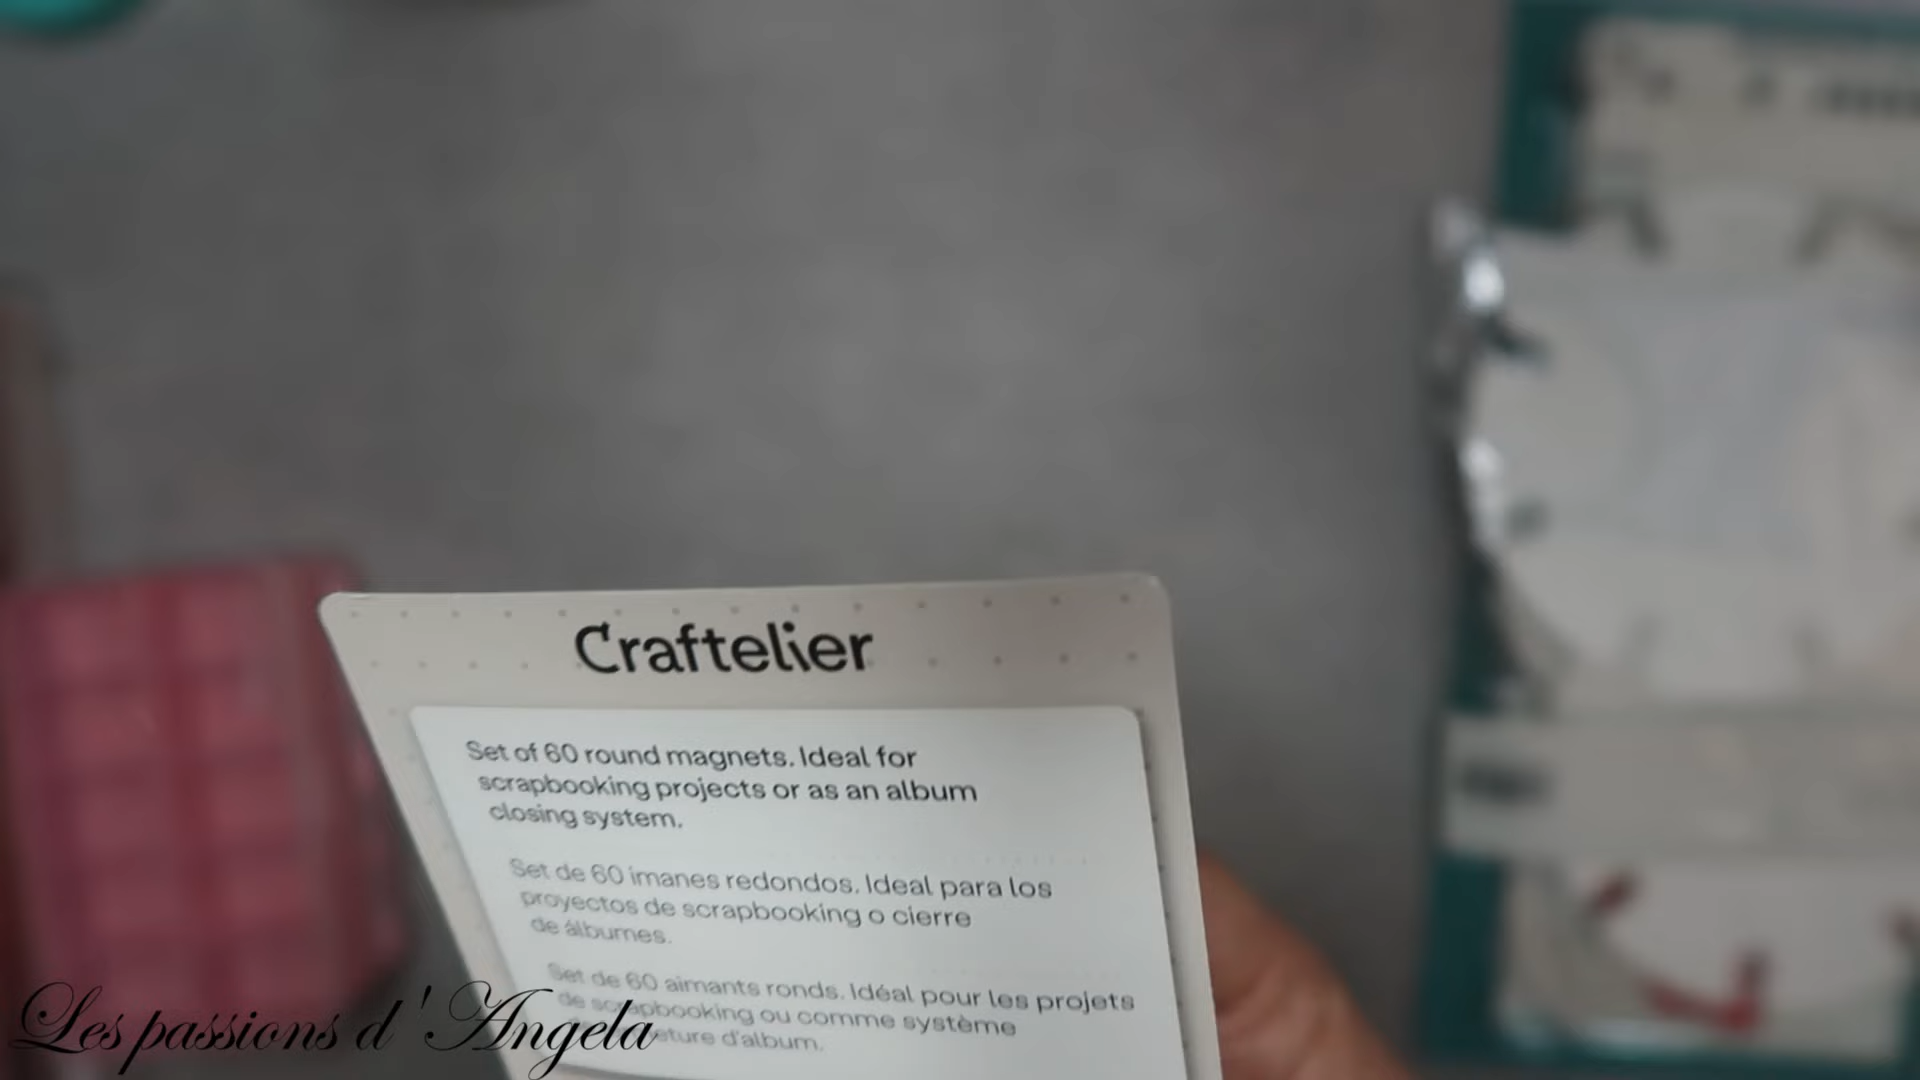 Craftelier
Set of 60 round magnets. Ideal for
scrapbooking projects or as an album
closing system.
Set de 60 imanes redondos. Ideal para los
proyectos de scrapbooking o cierre
de álbumes.
Set de 60 aimants ronds. Idéal pour les projets
de scrapbooking ou comme système
d'album.
Les passions d'Angela